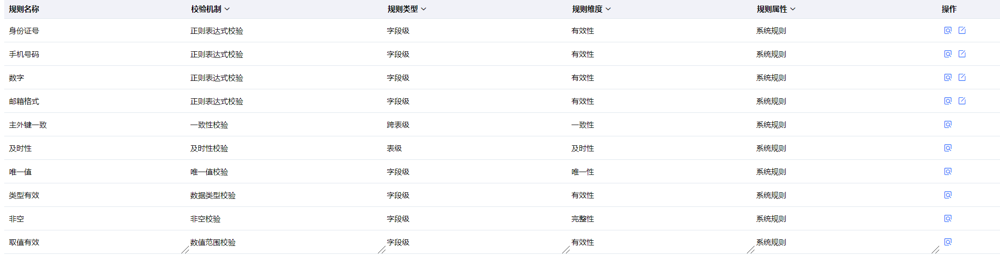 规则名称 校验机制 规则类型 规则维度 规则属性 操作
身份证号 正则表达式校验 字段级 有效性 系统规则
手机号码 正则表达式校验 字段级 有效性 系统规则
数字 正则表达式校验 字段级 有效性 系统规则
邮箱格式 正则表达式校验 字段级 有效性 系统规则
主外键一致 一致性校验 跨表级 一致性 系统规则
及时性 及时性校验 表级 及时性 系统规则
唯一值 唯一值校验 字段级 唯一性 系统规则
类型有效 数据类型校验 字段级 有效性 系统规则
非空 非空校验 字段级 完整性 系统规则
取值有效 数值范围校验 字段级 有效性 系统规则